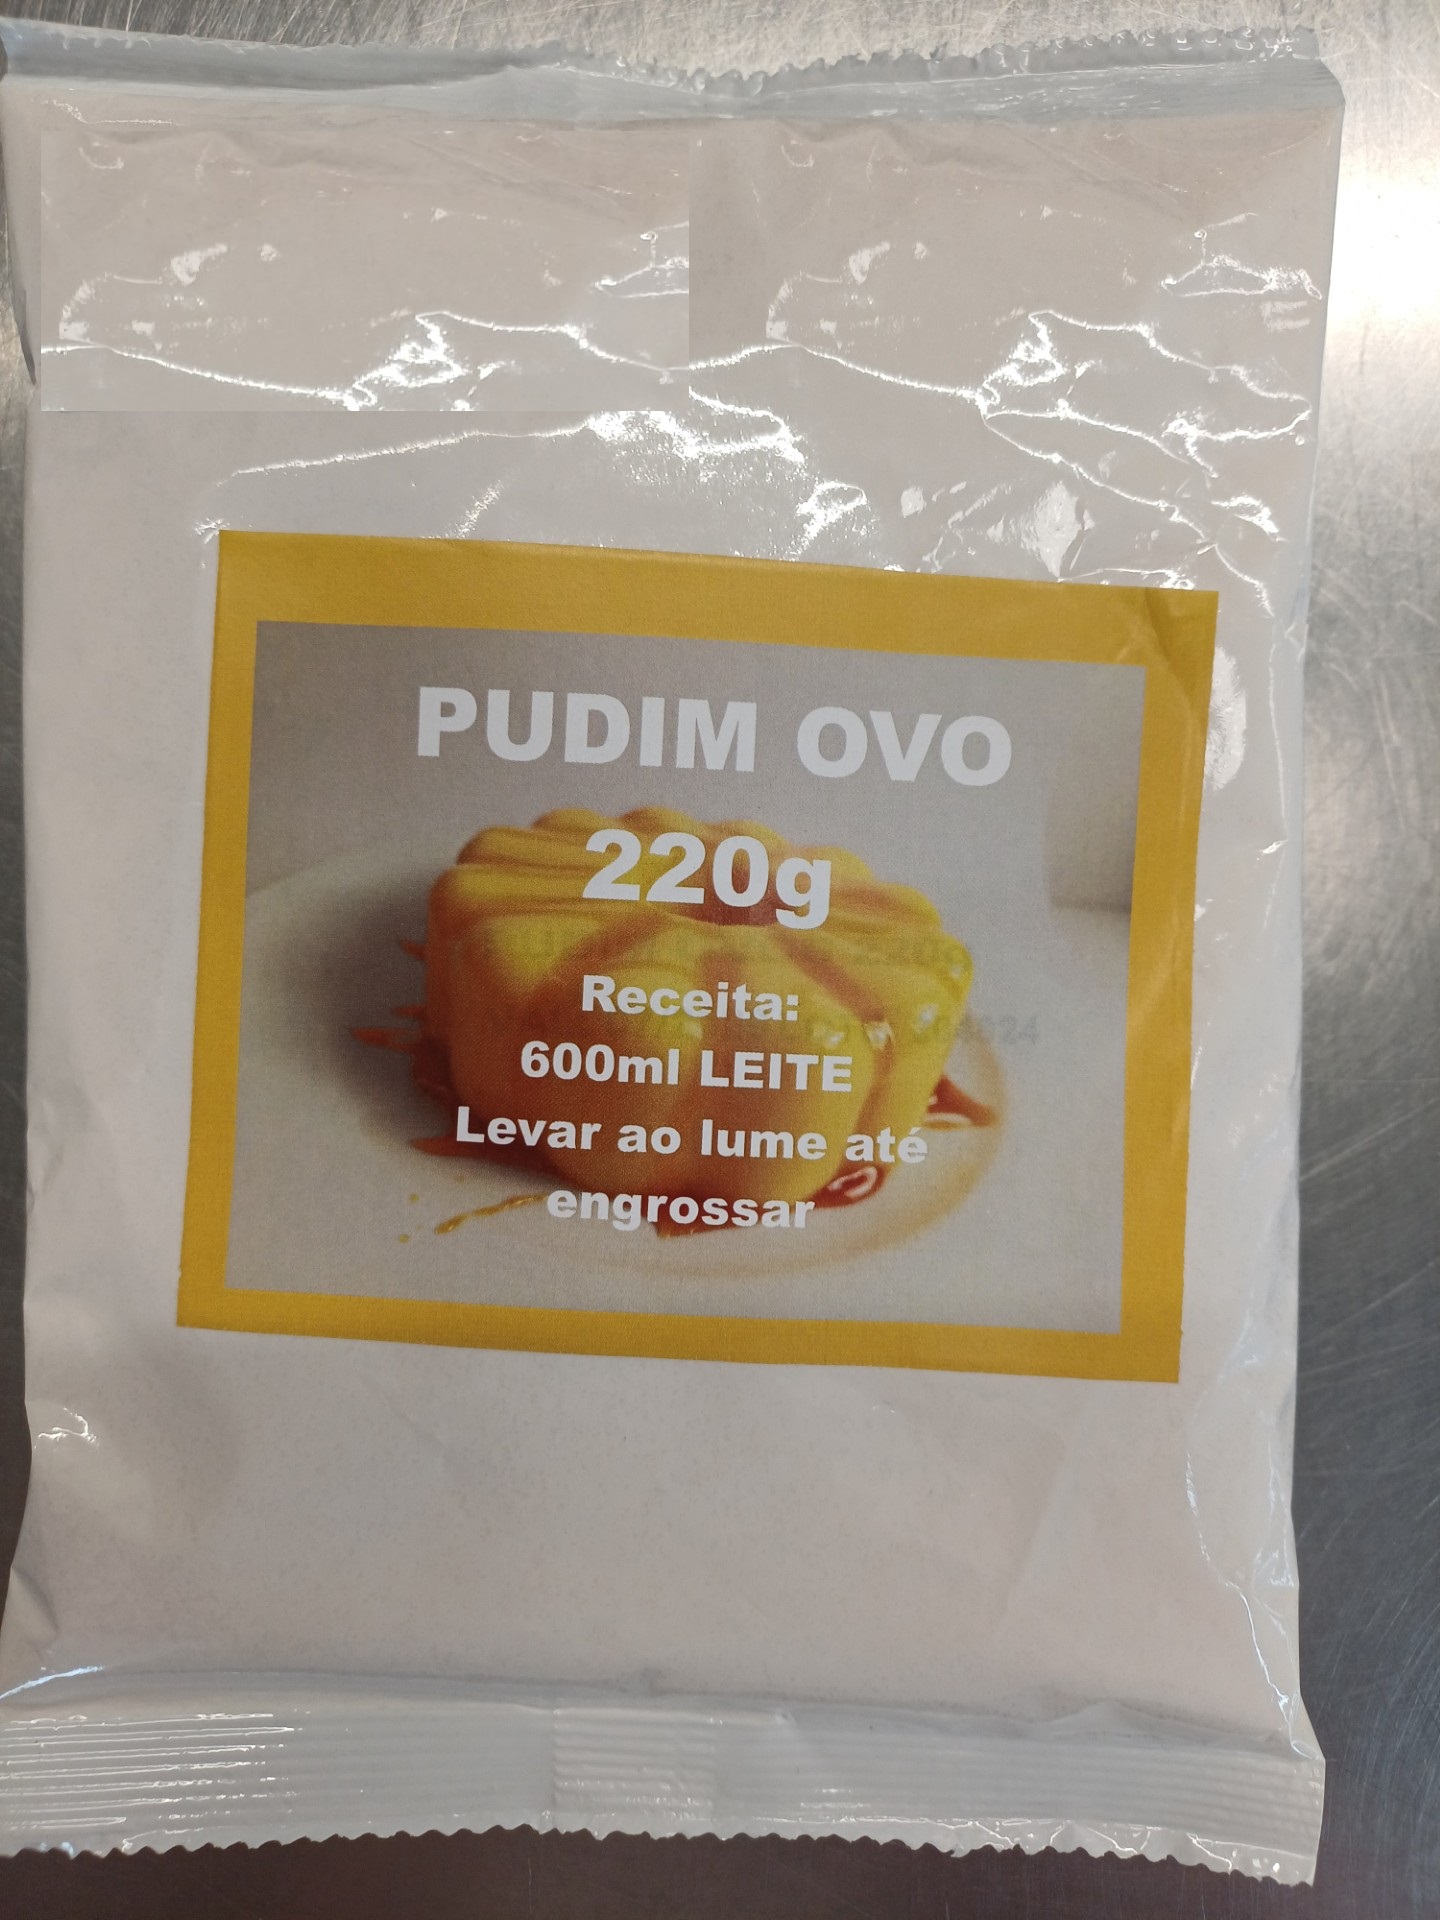 PUDIM OVO
220g
Receita:
600ml LEITE
Levar ao lume até
engrossar